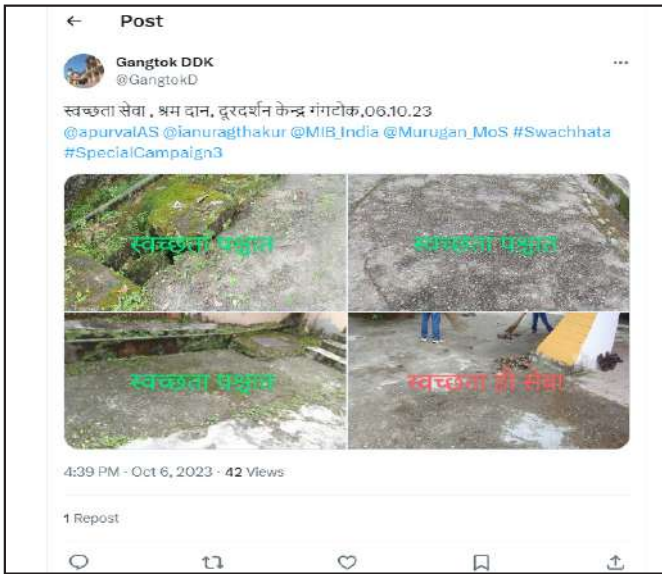 Post
Gangtok DDK
@GangtokD
स्वच्छता सेवा , श्रम दान, दूरदर्शन केन्द्र गंगटोक,06.10.23
@apurvaIAS @ianuragthakur @MIB_India @Murugan_MoS #Swachhata
#SpecialCampaign3
स्वच्छता पश्चात
स्वच्छता पश्चात
स्वच्छता पश्चात
स्वच्छता ही सेवा
4:39 PM · Oct 6, 2023 · 42 Views
1 Repost